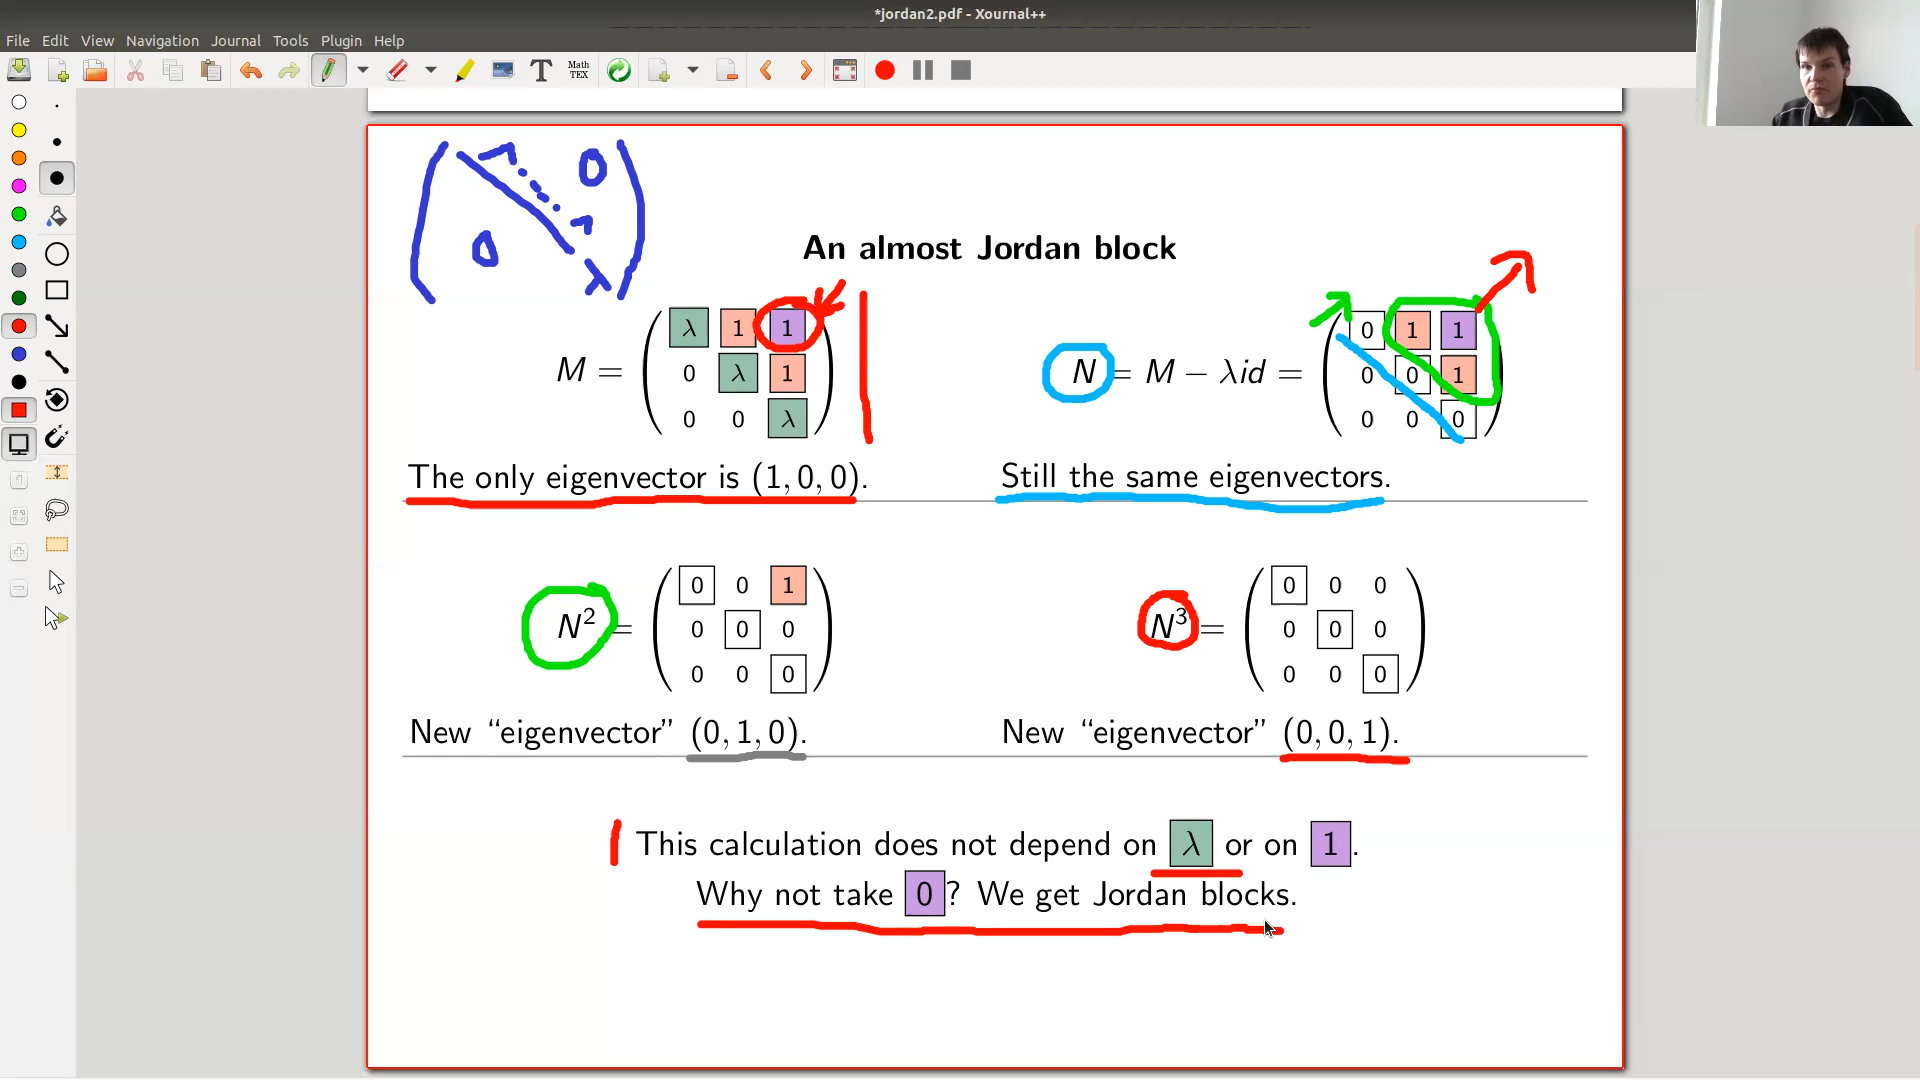 *jordan2.pdf - Xournal++
File Edit View Navigation Journal Tools Plugin Help
Math TEX
0
0 λ
An almost Jordan block
M = ( λ 1 1
0 λ 1
0 0 λ )
N = M − λid = ( 0 1 1
0 0 1
0 0 0 )
The only eigenvector is (1, 0, 0).
Still the same eigenvectors.
N² = ( 0 0 1
0 0 0
0 0 0 )
N³ = ( 0 0 0
0 0 0
0 0 0 )
New “eigenvector” (0, 1, 0).
New “eigenvector” (0, 0, 1).
This calculation does not depend on λ or on 1.
Why not take 0? We get Jordan blocks.